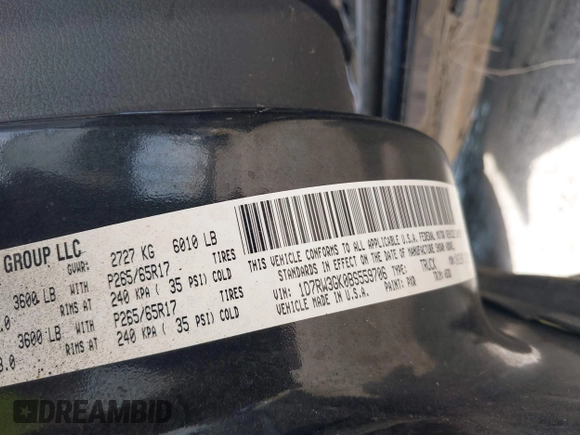 GROUP LLC
GVWR: 2727 KG 6010 LB
3600 LB WITH P265/65R17 TIRES
RIMS AT 240 KPA ( 35 PSI) COLD
3600 LB WITH P265/65R17 TIRES
RIMS AT 240 KPA ( 35 PSI) COLD
THIS VEHICLE CONFORMS TO ALL APPLICABLE U.S.A. FEDERAL MOTOR VEHICLE
STANDARDS IN EFFECT ON THE DATE OF MANUFACTURE SHOWN ABOVE.
VIN: 1D7RW3GK0BS559706 TRUCK
MADE IN U.S.A. PAINT: PXR TRIM:
DREAMBID